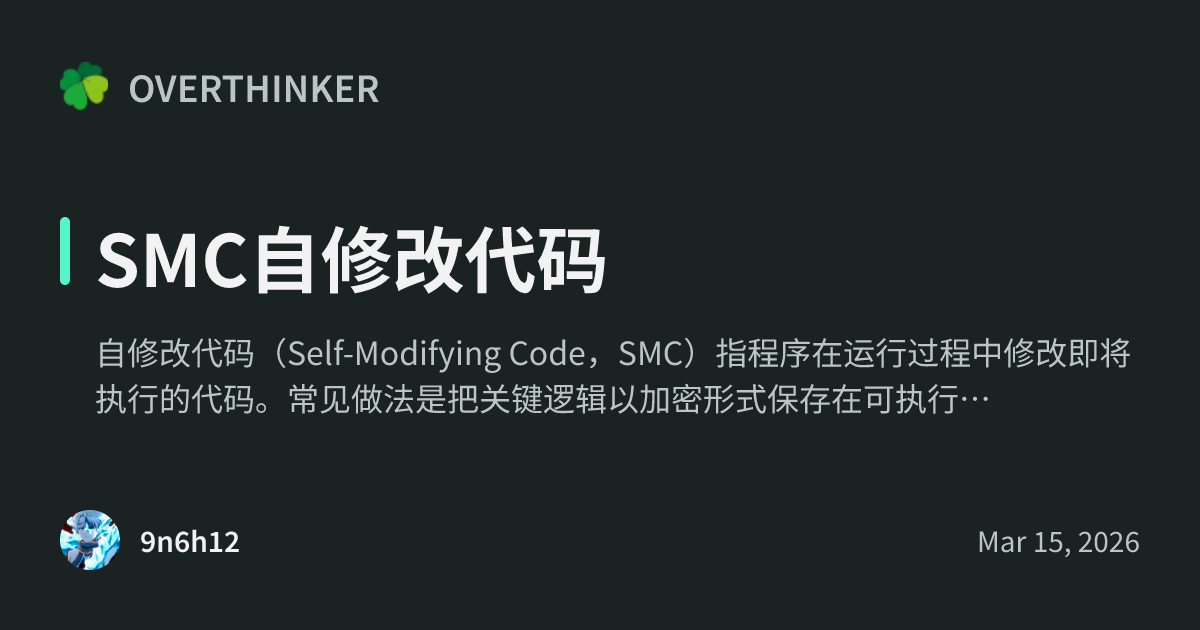 OVERTHINKER
SMC自修改代码
自修改代码（Self-Modifying Code，SMC）指程序在运行过程中修改即将
执行的代码。常见做法是把关键逻辑以加密形式保存在可执行…
9n6h12
Mar 15, 2026